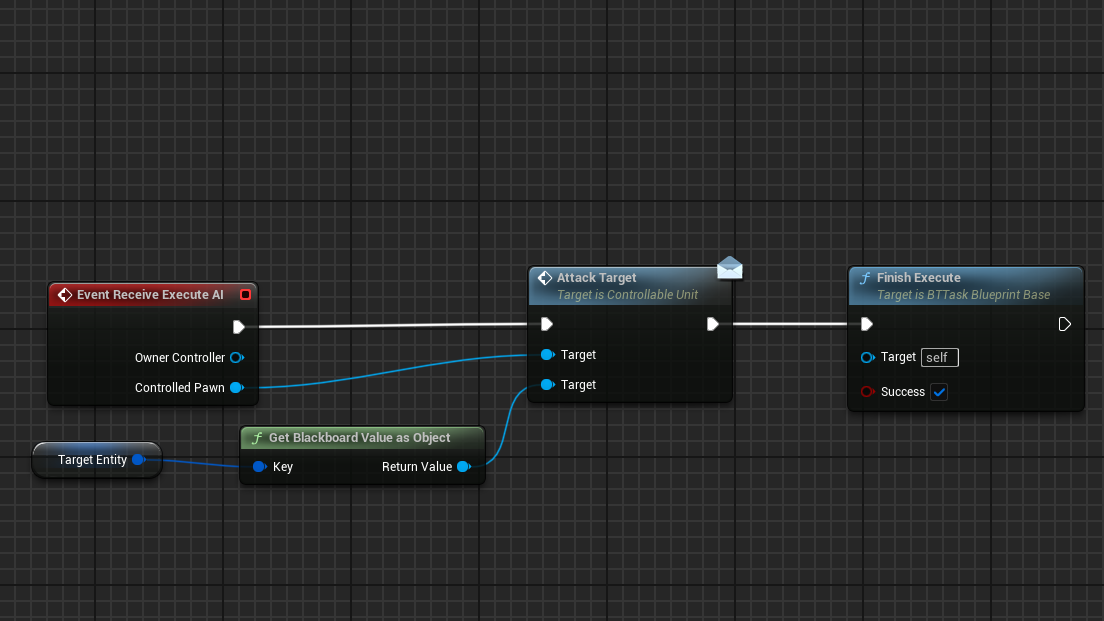 Event Receive Execute AI
Owner Controller
Controlled Pawn
Target Entity
Get Blackboard Value as Object
Key
Return Value
Attack Target
Target is Controllable Unit
Target
Target
Finish Execute
Target is BTTask Blueprint Base
Target self
Success